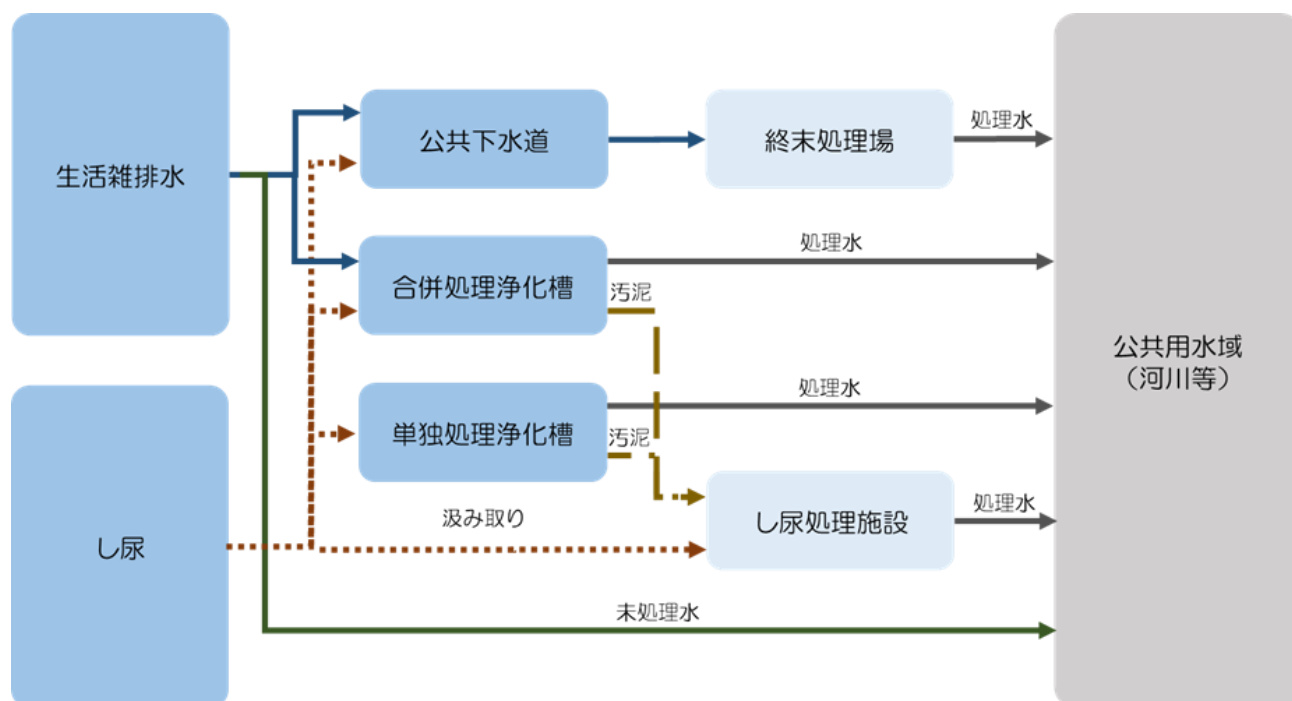 生活雑排水
公共下水道
終末処理場
処理水
合併処理浄化槽
処理水
汚泥
単独処理浄化槽
処理水
汚泥
し尿
汲み取り
し尿処理施設
処理水
未処理水
公共用水域
（河川等）